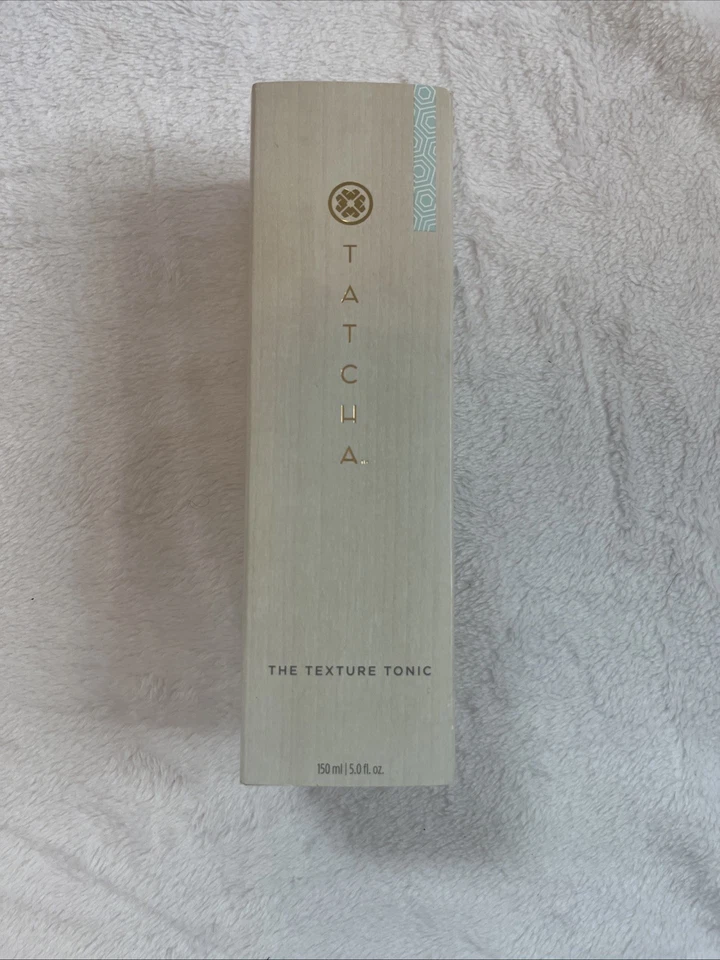 TATCHA
THE TEXTURE TONIC
150 ml | 5.0 fl. oz.